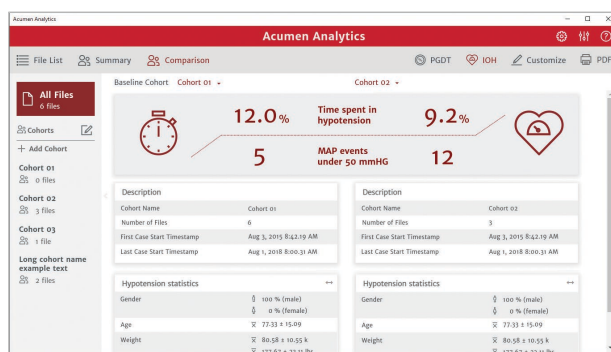 Acumen Analytics
Acumen Analytics
File List Summary Comparison PGDT IOH Customize PDF
All Files
6 files
Cohorts
+ Add Cohort
Cohort 01
0 files
Cohort 02
3 files
Cohort 03
1 file
Long cohort name
example text
2 files
Baseline Cohort Cohort 01 Cohort 02
12.0% Time spent in hypotension 9.2%
5 MAP events under 50 mmHG 12
Description
Cohort Name Cohort 01
Number of Files 6
First Case Start Timestamp Aug 3, 2015 8:42.19 AM
Last Case Start Timestamp Aug 1, 2018 8:00.31 AM
Description
Cohort Name Cohort 02
Number of Files 3
First Case Start Timestamp Aug 3, 2015 8:42.19 AM
Last Case Start Timestamp Aug 1, 2018 8:00.31 AM
Hypotension statistics
Gender 100 % (male)
0 % (female)
Age x̅ 77.33 ± 15.09
Weight x̅ 80.58 ± 10.55 k
Hypotension statistics
Gender 100 % (male)
0 % (female)
Age x̅ 77.33 ± 15.09
Weight x̅ 80.58 ± 10.55 k